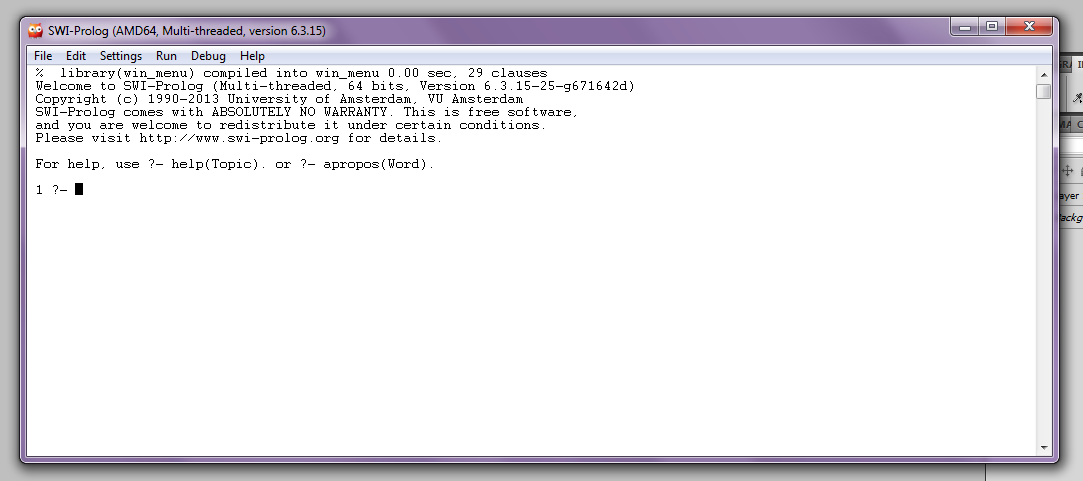 SWI-Prolog (AMD64, Multi-threaded, version 6.3.15)
File Edit Settings Run Debug Help
%  library(win_menu) compiled into win_menu 0.00 sec, 29 clauses
Welcome to SWI-Prolog (Multi-threaded, 64 bits, Version 6.3.15-25-g671642d)
Copyright (c) 1990-2013 University of Amsterdam, VU Amsterdam
SWI-Prolog comes with ABSOLUTELY NO WARRANTY. This is free software,
and you are welcome to redistribute it under certain conditions.
Please visit http://www.swi-prolog.org for details.
For help, use ?- help(Topic). or ?- apropos(Word).
1 ?-